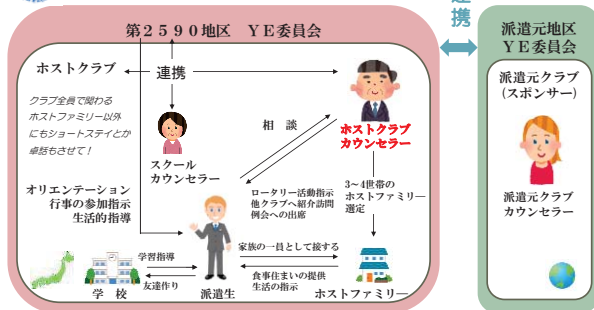 連
携
第２５９０地区　ＹＥ委員会
ホストクラブ
連携
クラブ全員で関わる
ホストファミリー以外
にもショートステイとか
卓話もさせて！
スクール
カウンセラー
相　談
ホストクラブ
カウンセラー
オリエンテーション
行事の参加指示
生活的指導
ロータリー活動指示
他クラブへ紹介訪問
例会への出席
3〜4世帯の
ホストファミリー
選定
学習指導
友達作り
学　校
派遣生
家族の一員として接する
食事住まいの提供
生活の指示
ホストファミリー
派遣元地区
ＹＥ委員会
派遣元クラブ
(スポンサー)
派遣元クラブ
カウンセラー